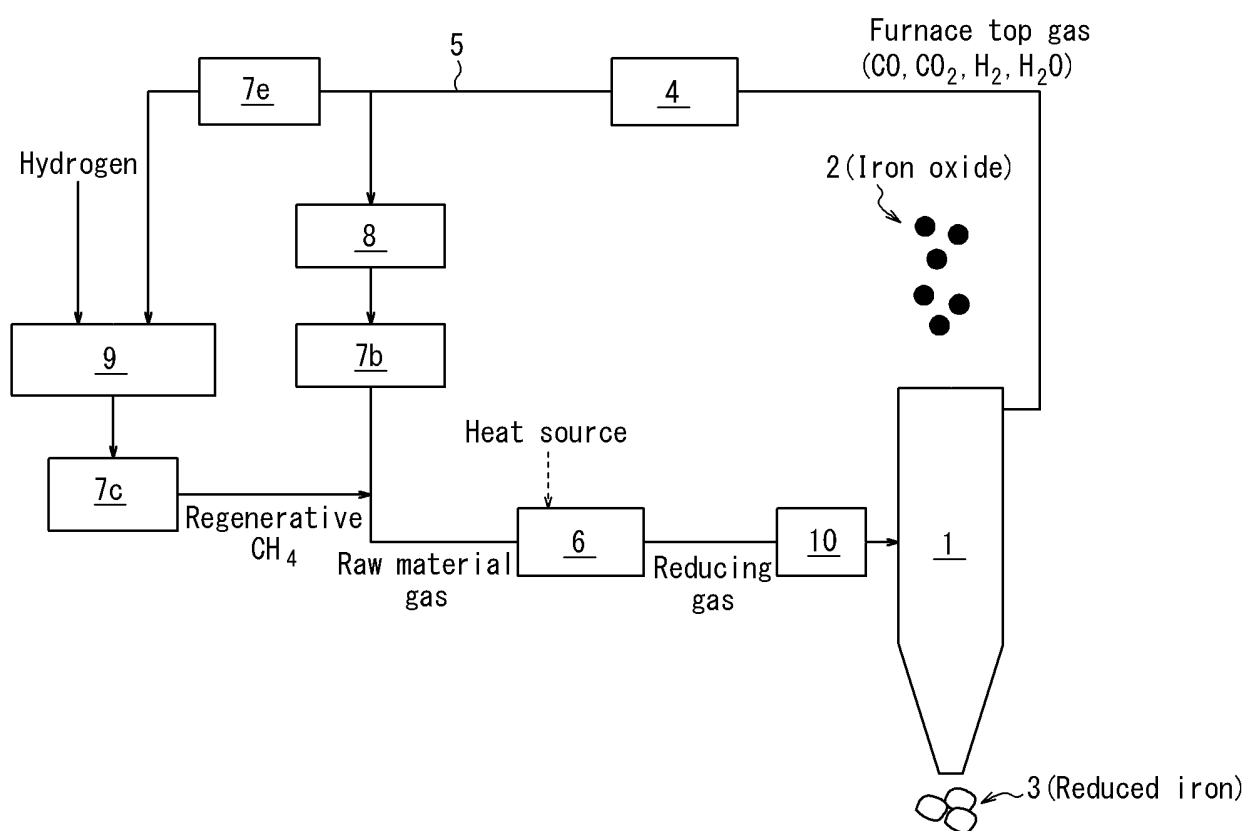 Furnace top gas
(CO, CO2, H2, H2O)
5
7e
4
Hydrogen
2(Iron oxide)
8
9
7b
Heat source
7c
Regenerative
CH4
Raw material
gas
6
Reducing
gas
10
1
3(Reduced iron)